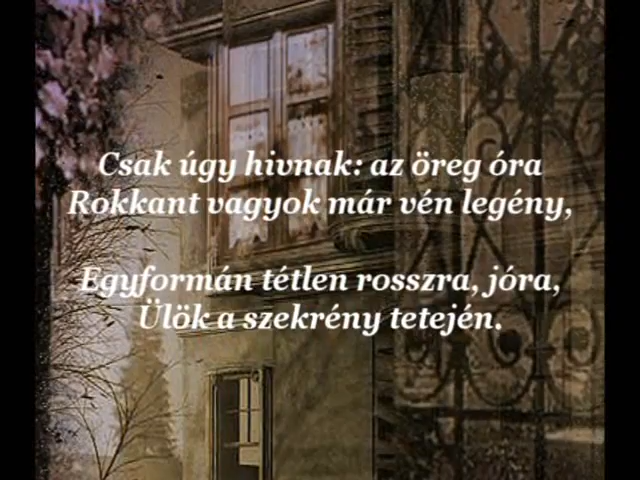 Csak úgy hivnak: az öreg óra
Rokkant vagyok már vén legény,
Egyformán tétlen rosszra, jóra,
Ülök a szekrény tetején.